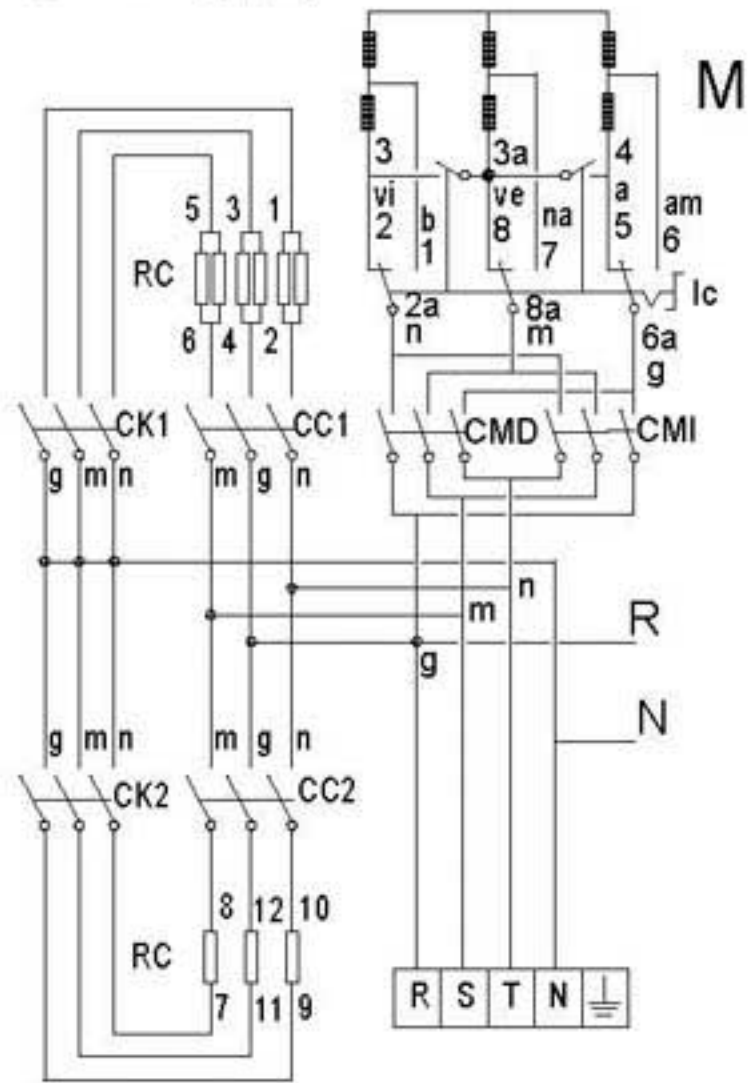 M
3 3a 4
vi b ve na a am
2 1 8 7 5 6
5 3 1
RC
Ic
2a 8a 6a
n m g
6 4 2
CK1 CC1 CMD CMI
g m n m g n
n
m
R
g
N
g m n m g n
CK2 CC2
8 12 10
RC
7 11 9
R S T N